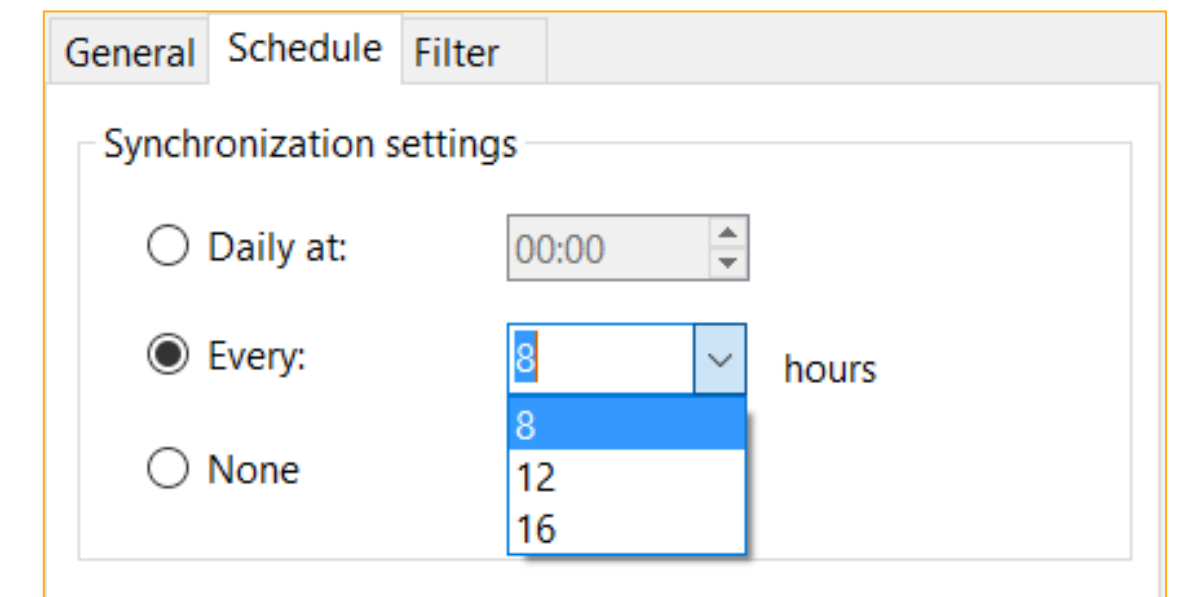 General Schedule Filter
Synchronization settings
Daily at: 00:00
Every: 8 hours
8
None 12
16